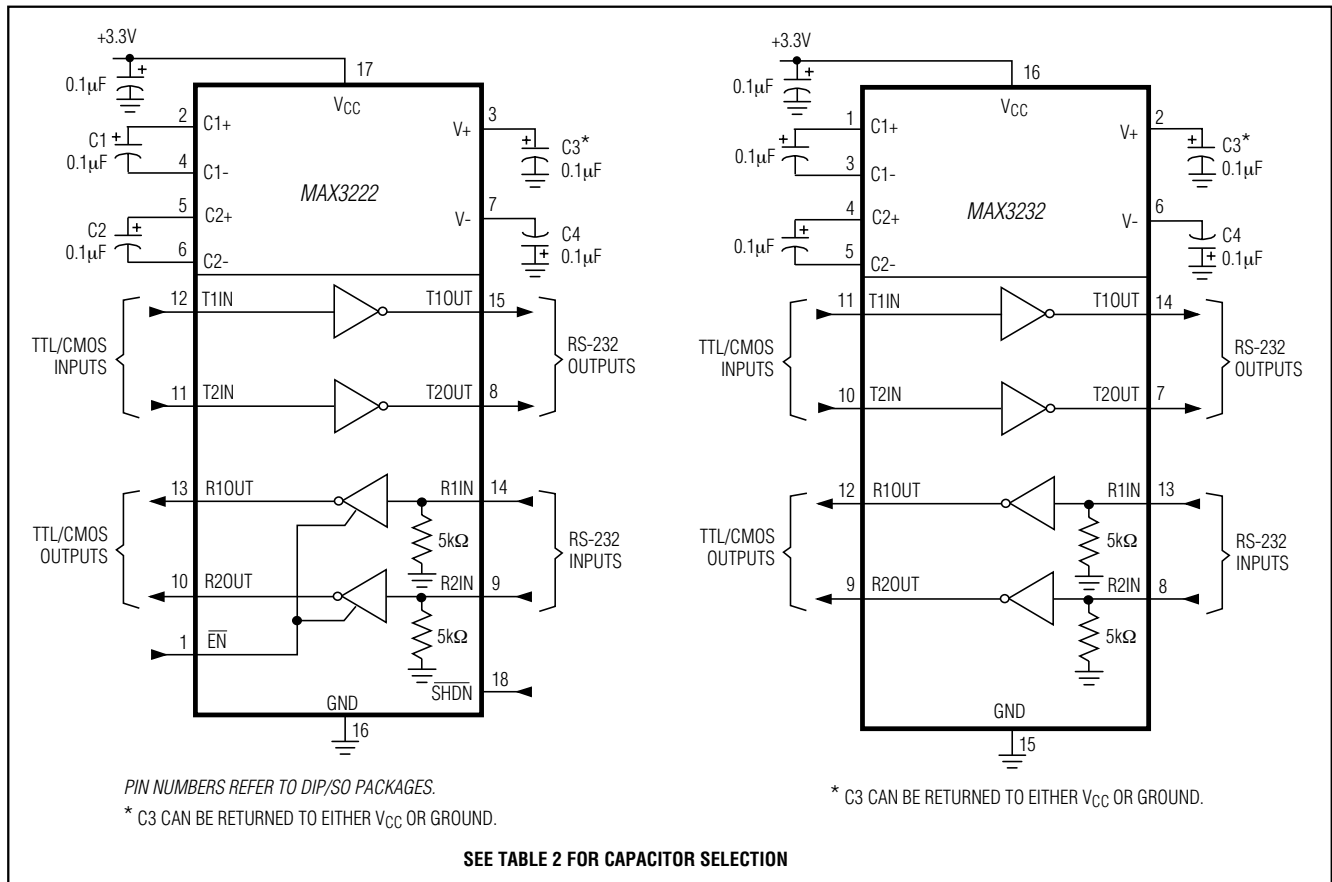 +3.3V
0.1µF
+
17
VCC
2
C1+
C1
+
0.1µF
4
C1-
MAX3222
3
V+
+
C3*
0.1µF
5
C2+
C2
+
0.1µF
6
C2-
7
V-
C4
+
0.1µF
12
T1IN
T1OUT
15
TTL/CMOS
INPUTS
RS-232
OUTPUTS
11
T2IN
T2OUT
8
13
R1OUT
R1IN
14
5kΩ
TTL/CMOS
OUTPUTS
RS-232
INPUTS
10
R2OUT
R2IN
9
5kΩ
1
EN
SHDN
18
GND
16
PIN NUMBERS REFER TO DIP/SO PACKAGES.
* C3 CAN BE RETURNED TO EITHER VCC OR GROUND.
+3.3V
0.1µF
+
16
VCC
1
C1+
+
0.1µF
3
C1-
MAX3232
2
V+
+
C3*
0.1µF
4
C2+
+
0.1µF
5
C2-
6
V-
C4
+
0.1µF
11
T1IN
T1OUT
14
TTL/CMOS
INPUTS
RS-232
OUTPUTS
10
T2IN
T2OUT
7
12
R1OUT
R1IN
13
5kΩ
TTL/CMOS
OUTPUTS
RS-232
INPUTS
9
R2OUT
R2IN
8
5kΩ
GND
15
* C3 CAN BE RETURNED TO EITHER VCC OR GROUND.
SEE TABLE 2 FOR CAPACITOR SELECTION